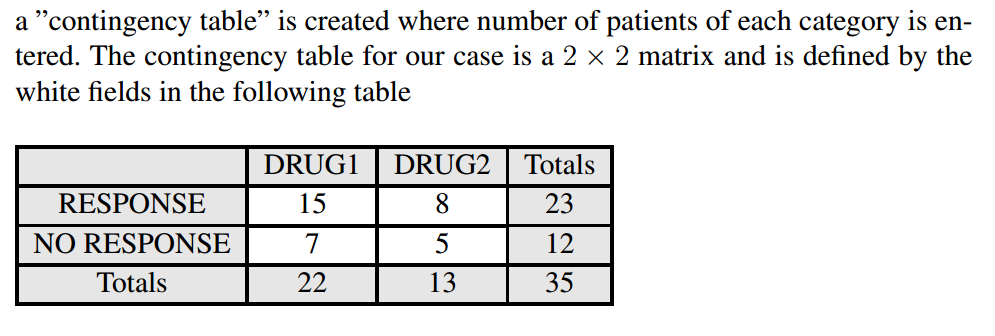 a ”contingency table” is created where number of patients of each category is en-
tered. The contingency table for our case is a 2 × 2 matrix and is defined by the
white fields in the following table
DRUG1 DRUG2 Totals
RESPONSE 15 8 23
NO RESPONSE 7 5 12
Totals 22 13 35